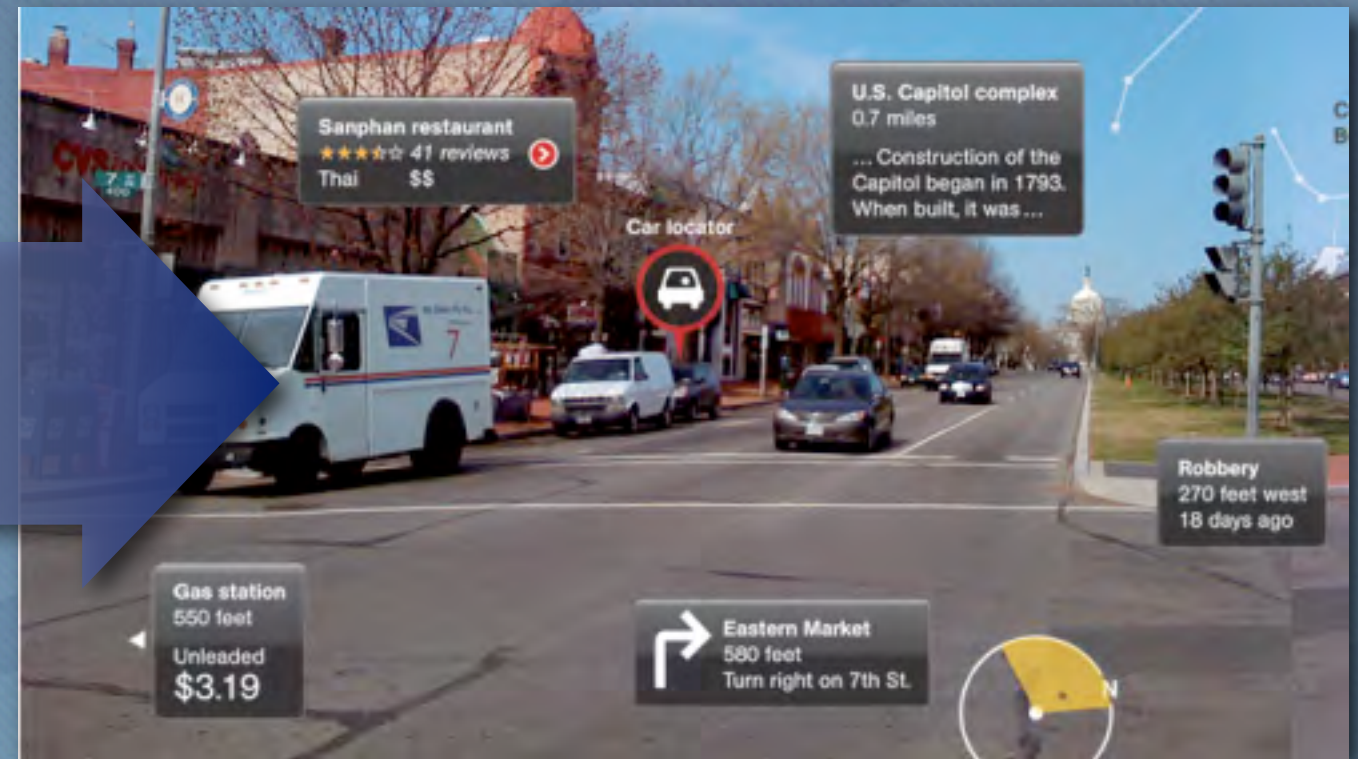 Sanphan restaurant
41 reviews
Thai $$
U.S. Capitol complex
0.7 miles
... Construction of the
Capitol began in 1793.
When built, it was ...
CVS
7
400
Car locator
7
Robbery
270 feet west
18 days ago
Gas station
550 feet
Unleaded
$3.19
Eastern Market
580 feet
Turn right on 7th St.
N